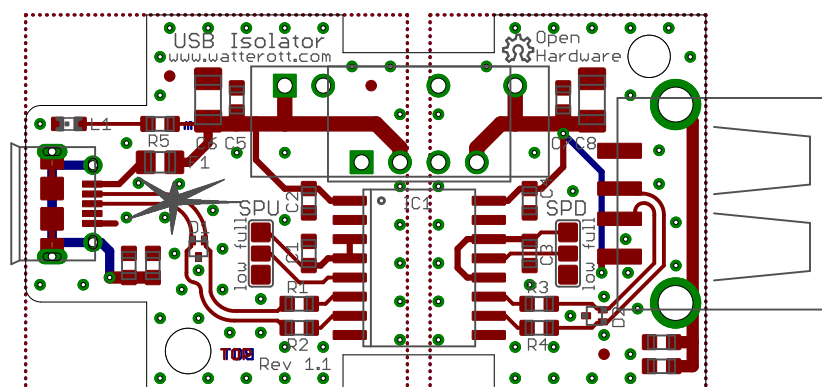 USB Isolator
www.watterott.com
Open
Hardware
L1
R5
C6 C5
C7 C8
F1
C2
C4
IC1
SPU
SPD
low full
low full
D1
C1
C3
R1
R3
D2
R2
R4
TOP
Rev 1.1